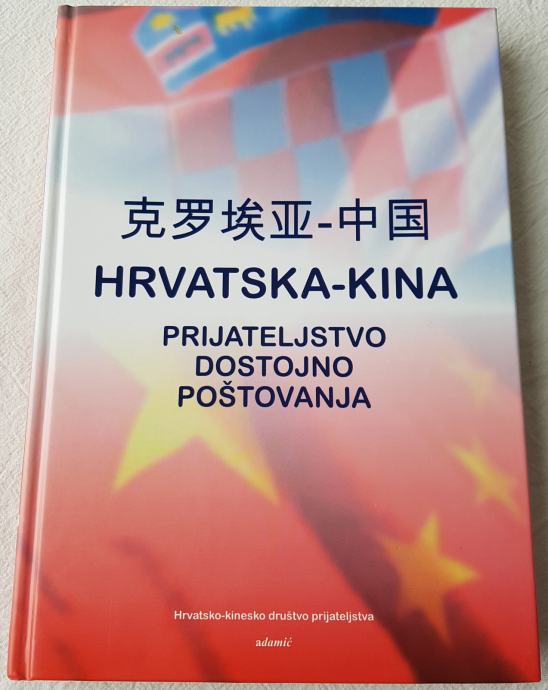 克罗埃亚-中国
HRVATSKA-KINA
PRIJATELJSTVO
DOSTOJNO
POŠTOVANJA
Hrvatsko-kinesko društvo prijateljstva
adamić